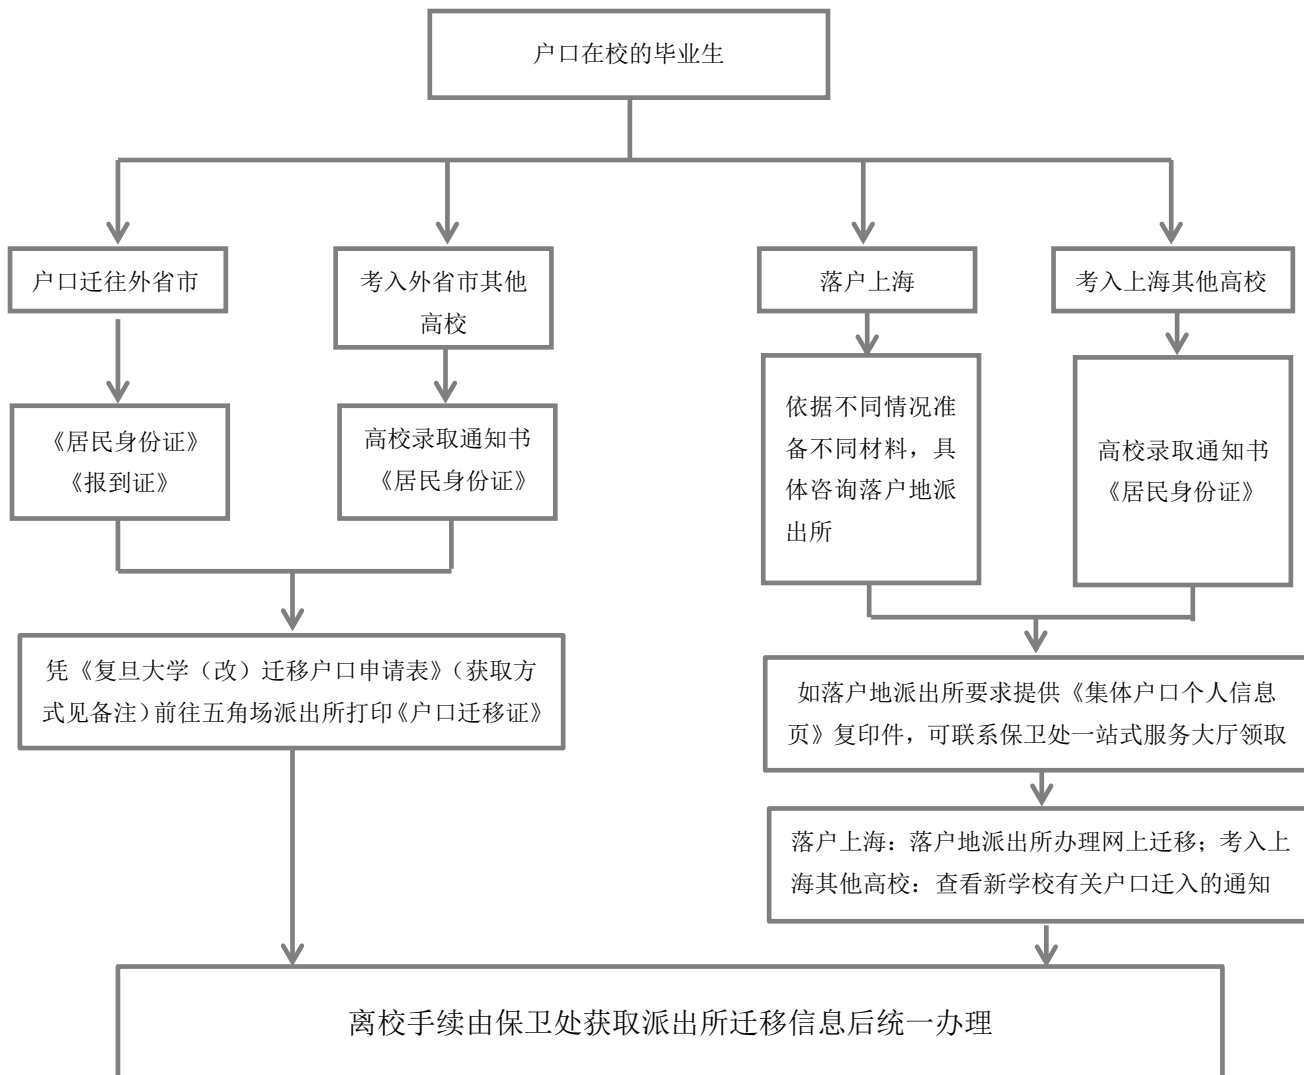 户口在校的毕业生
户口迁往外省市
考入外省市其他
高校
落户上海
考入上海其他高校
《居民身份证》
《报到证》
高校录取通知书
《居民身份证》
依据不同情况准
备不同材料，具
体咨询落户地派
出所
高校录取通知书
《居民身份证》
凭《复旦大学（改）迁移户口申请表》（获取方
式见备注）前往五角场派出所打印《户口迁移证》
如落户地派出所要求提供《集体户口个人信息
页》复印件，可联系保卫处一站式服务大厅领取
落户上海：落户地派出所办理网上迁移；考入上
海其他高校：查看新学校有关户口迁入的通知
离校手续由保卫处获取派出所迁移信息后统一办理